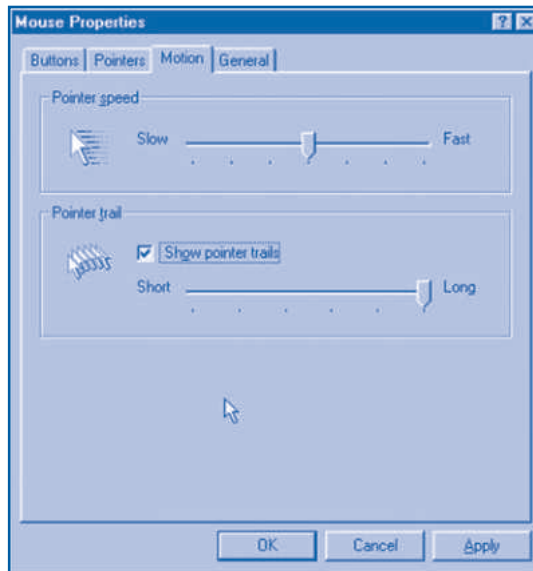 Mouse Properties
Buttons Pointers Motion General
Pointer speed
Slow Fast
Pointer trail
Show pointer trails
Short Long
OK Cancel Apply